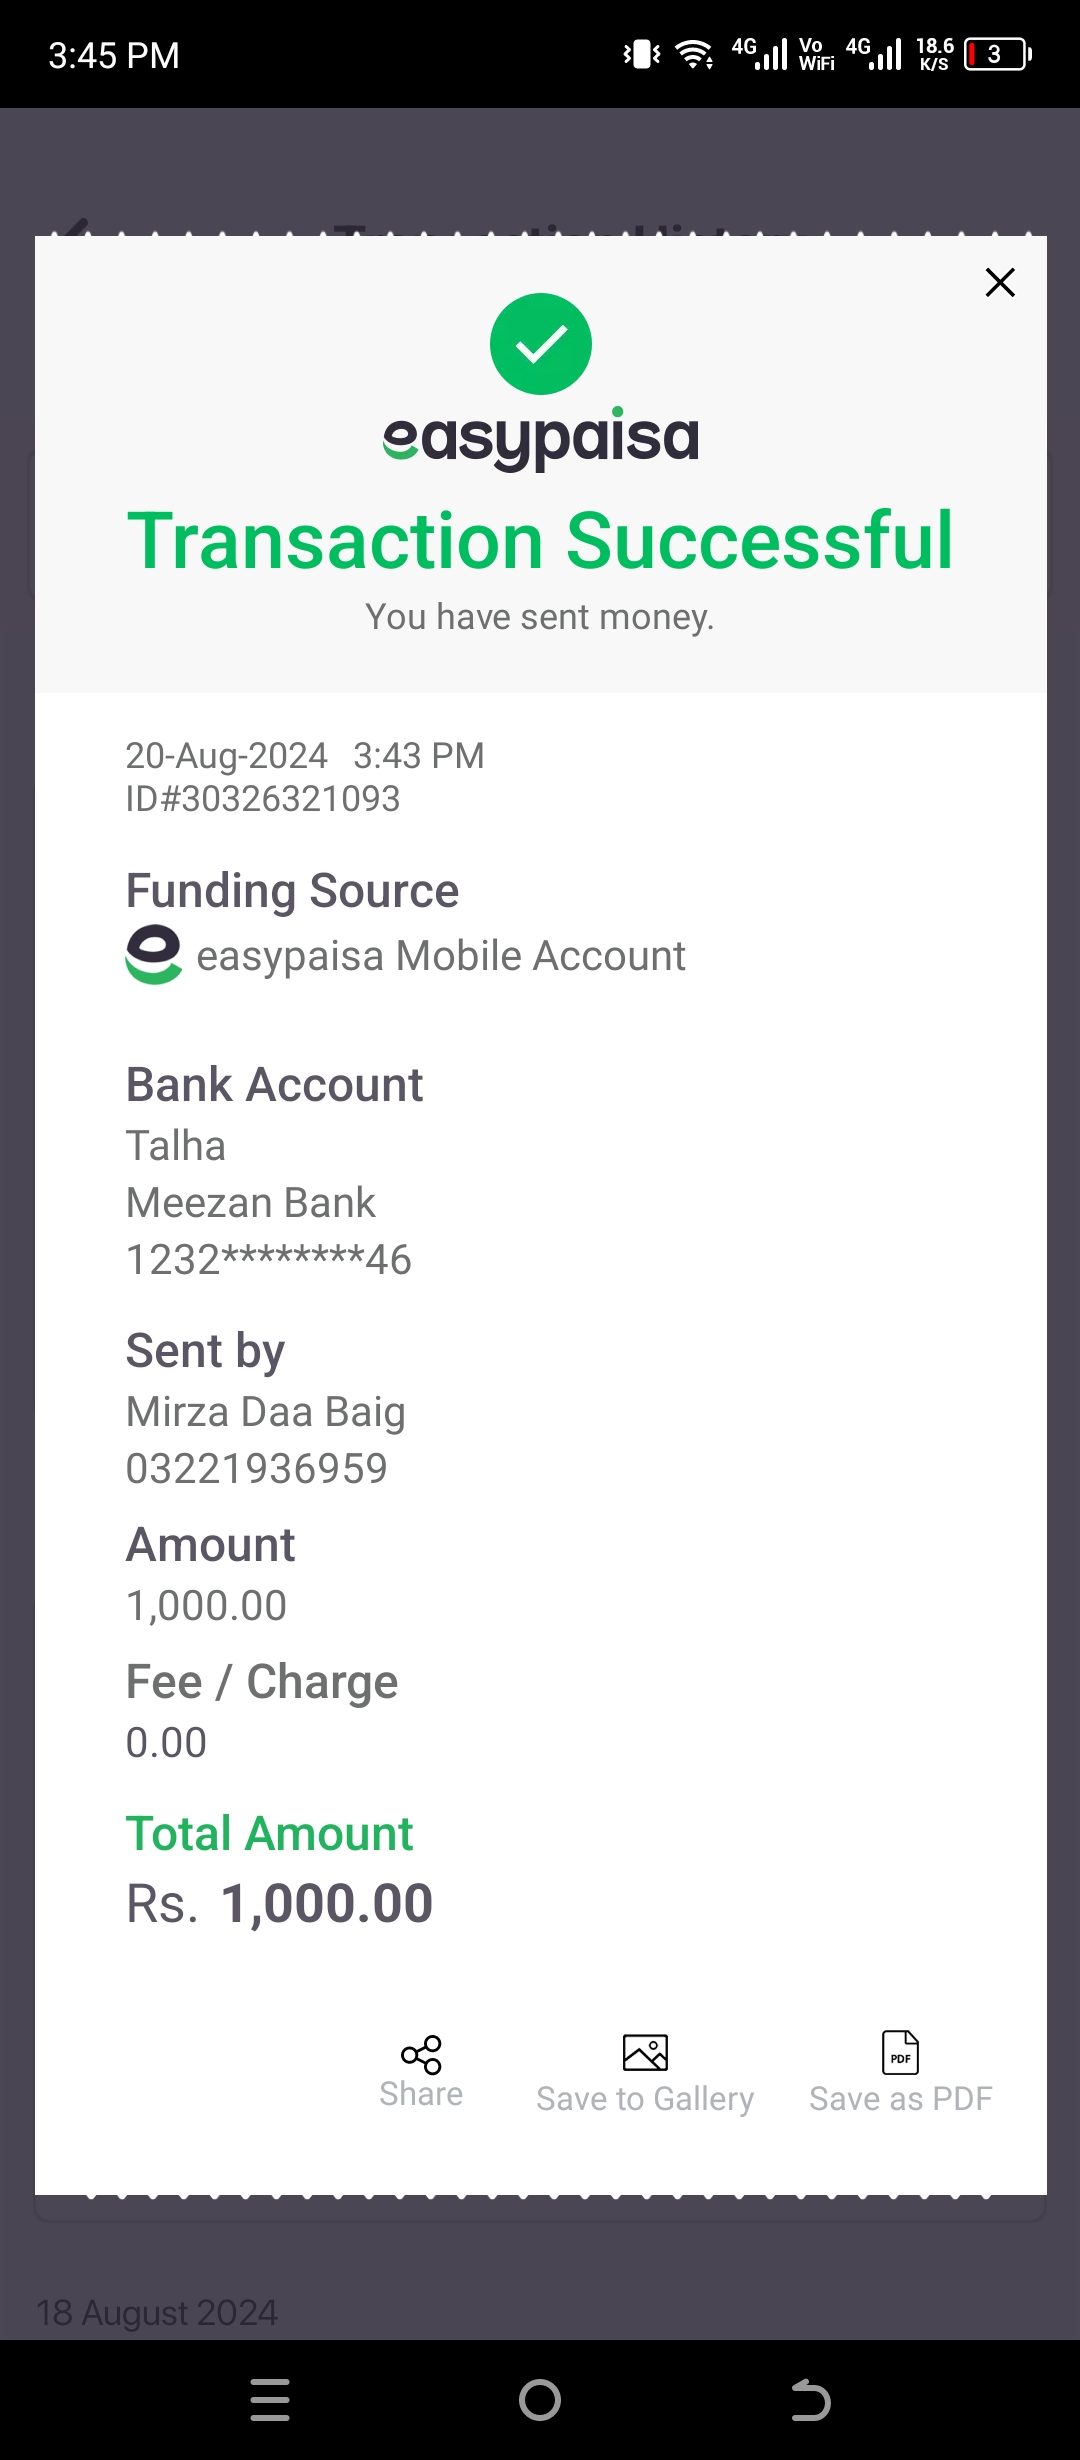 3:45 PM
4G Vo WiFi 4G 18.6 K/S 3
Transaction History
easypaisa
Transaction Successful
You have sent money.
20-Aug-2024 3:43 PM
ID#30326321093
Funding Source
easypaisa Mobile Account
Bank Account
Talha
Meezan Bank
1232********46
Sent by
Mirza Daa Baig
03221936959
Amount
1,000.00
Fee / Charge
0.00
Total Amount
Rs. 1,000.00
PDF
Share
Save to Gallery
Save as PDF
18 August 2024